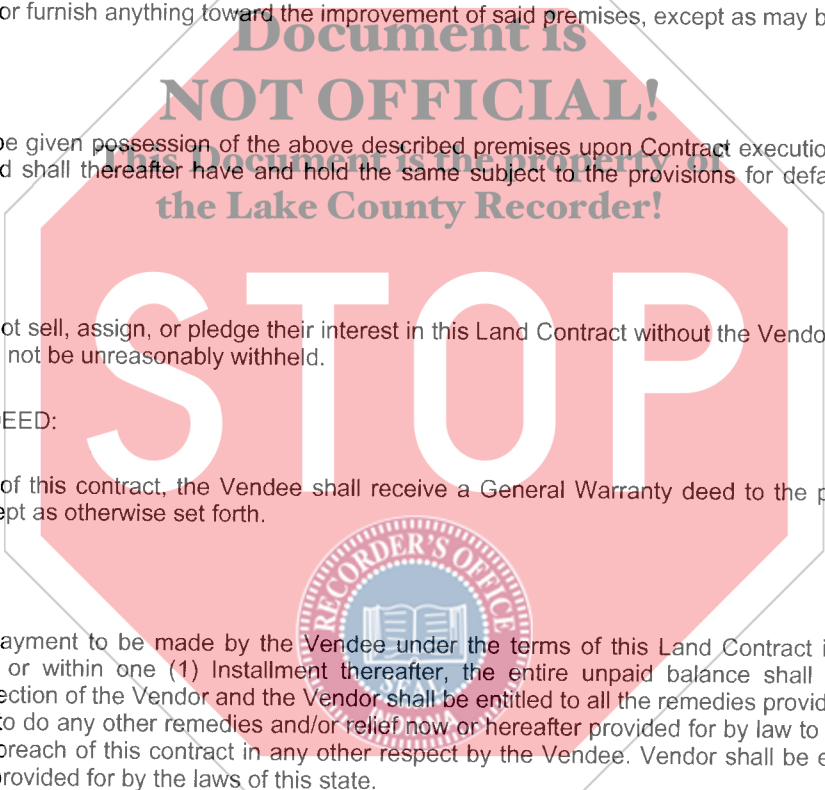 or furnish anything toward the improvement of said premises, except as may b
Document is
NOT OFFICIAL!
be given possession of the above described premises upon Contract executio
This Document is the property of
d shall thereafter have and hold the same subject to the provisions for defa
the Lake County Recorder!
STOP
ot sell, assign, or pledge their interest in this Land Contract without the Vendo
not be unreasonably withheld.
EED:
of this contract, the Vendee shall receive a General Warranty deed to the p
ept as otherwise set forth.
RECORDER'S OFFICE
ayment to be made by the Vendee under the terms of this Land Contract i
or within one (1) Installment thereafter, the entire unpaid balance shall
ection of the Vendor and the Vendor shall be entitled to all the remedies provid
SEAL
to do any other remedies and/or relief now or hereafter provided for by law to
INDIANA
breach of this contract in any other respect by the Vendee. Vendor shall be e
rovided for by the laws of this state.